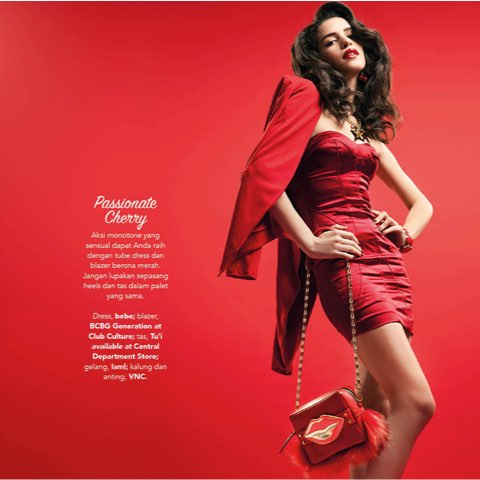 Passionate
Cherry
Aksi monotone yang
sensual dapat Anda raih
dengan tube dress dan
blazer berona merah.
Jangan lupakan sepasang
heels dan tas dalam palet
yang sama.
Dress, bebe; blazer,
BCBG Generation at
Club Culture; tas, Tu'i
available at Central
Department Store;
gelang, Iaml; kalung dan
anting, VNC.